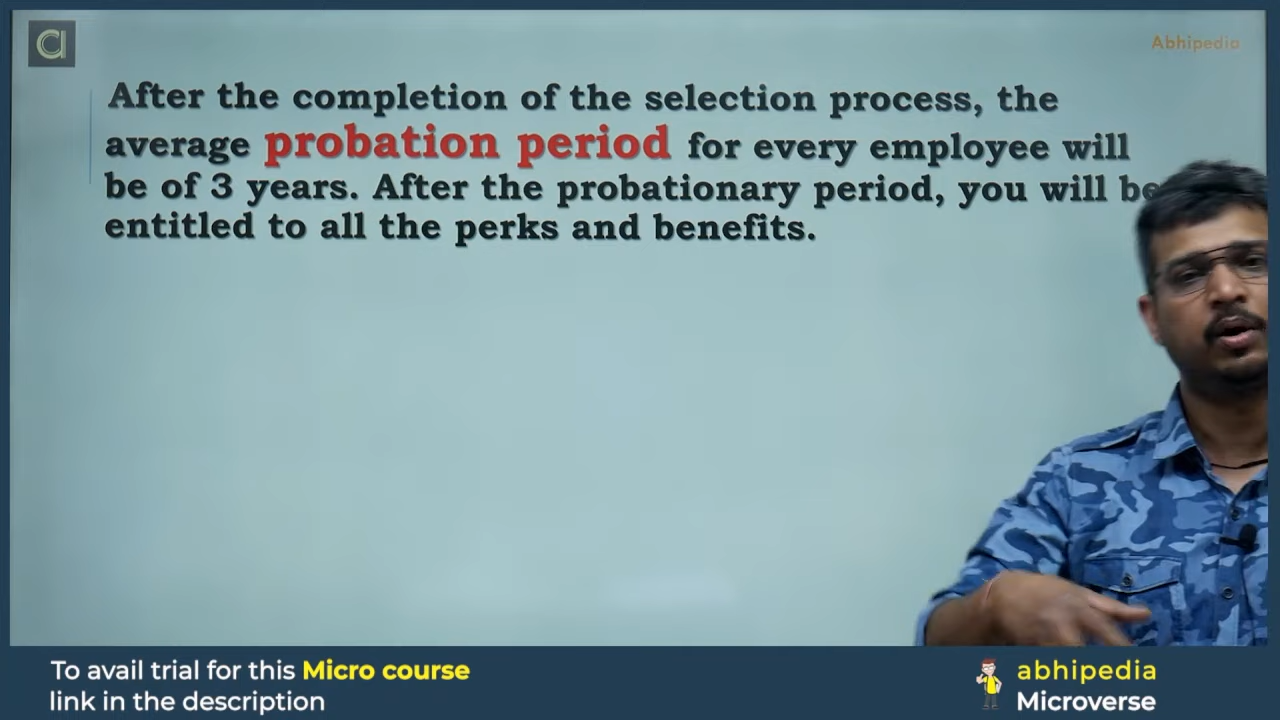 Abhipedia
After the completion of the selection process, the
average probation period for every employee will
be of 3 years. After the probationary period, you will be
entitled to all the perks and benefits.
To avail trial for this Micro course
link in the description
abhipedia
Microverse